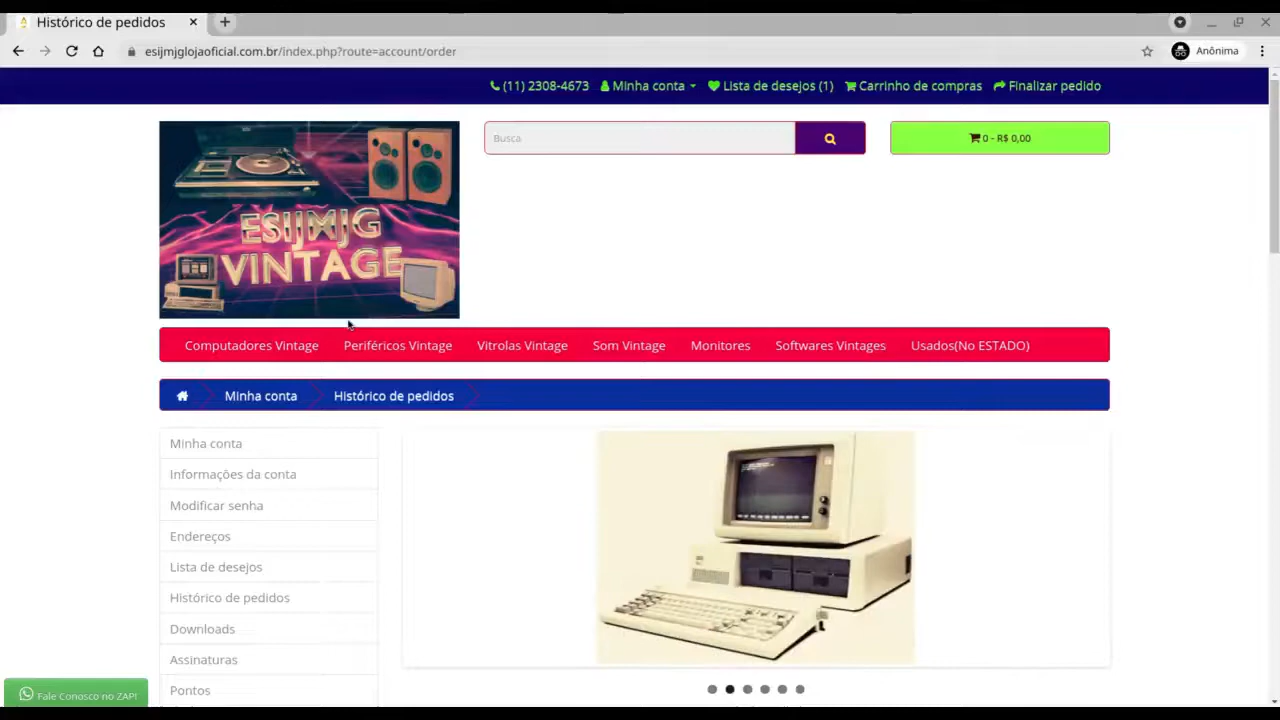 Histórico de pedidos
esijmjglojaoficial.com.br/index.php?route=account/order
Anônima
(11) 2308-4673 Minha conta Lista de desejos (1) Carrinho de compras Finalizar pedido
Busca
0 - R$ 0,00
ESIJMJG
VINTAGE
Computadores Vintage Periféricos Vintage Vitrolas Vintage Som Vintage Monitores Softwares Vintages Usados(No ESTADO)
Minha conta Histórico de pedidos
Minha conta
Informações da conta
Modificar senha
Endereços
Lista de desejos
Histórico de pedidos
Downloads
Assinaturas
Pontos
Fale Conosco no ZAP!